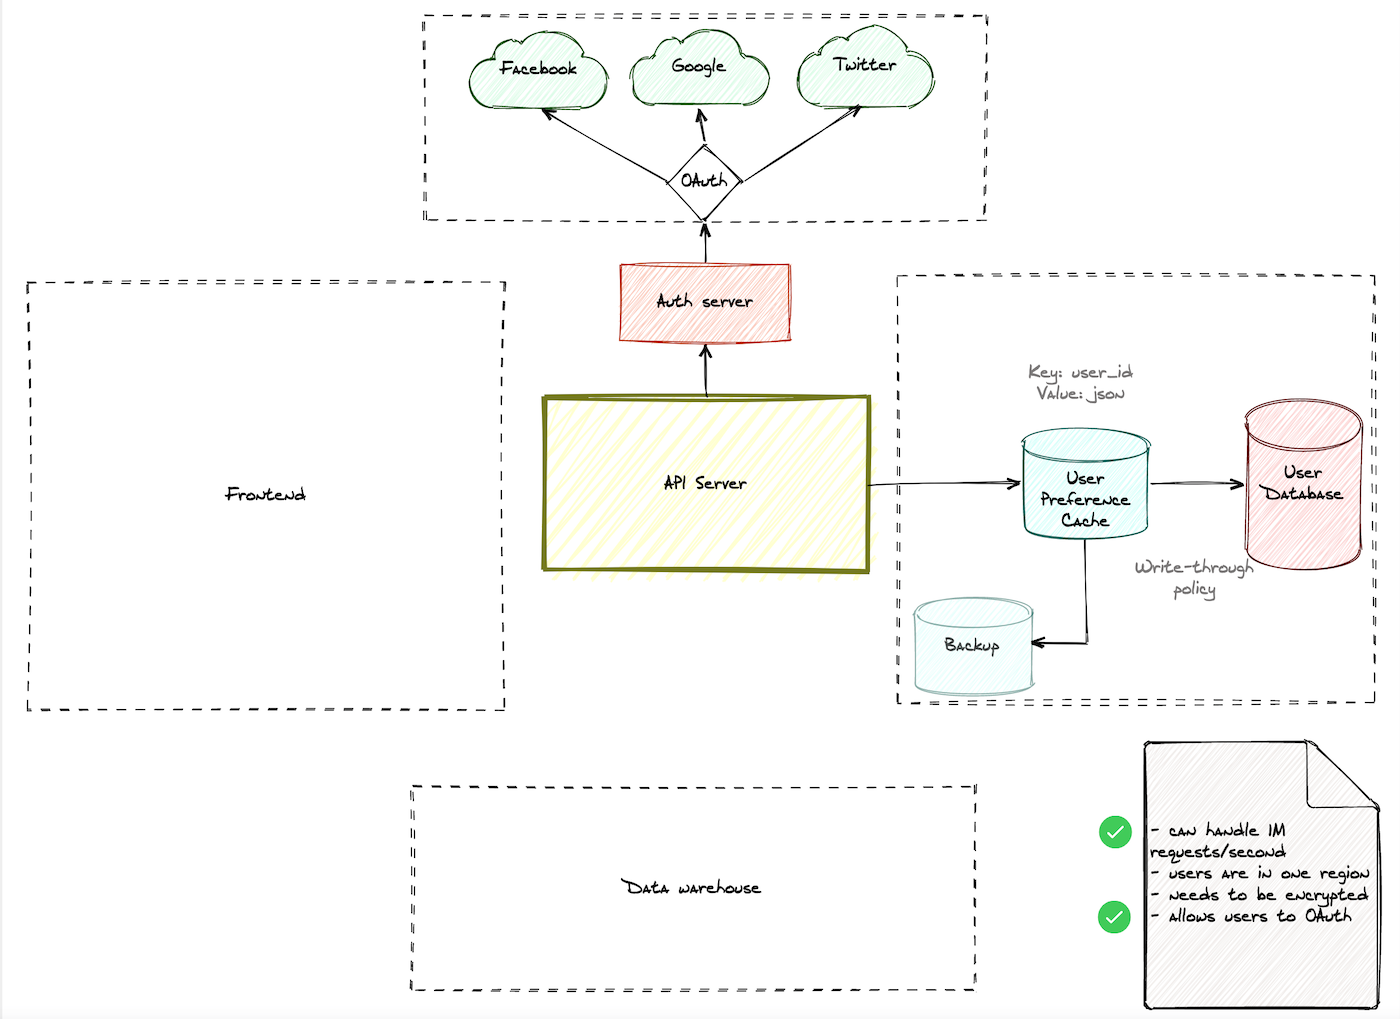 Facebook
Google
Twitter
OAuth
Auth server
Frontend
API Server
Key: user_id
Value: json
User
Preference
Cache
User
Database
Write-through
policy
Backup
Data warehouse
- can handle 1M
requests/second
- users are in one region
- needs to be encrypted
- allows users to OAuth